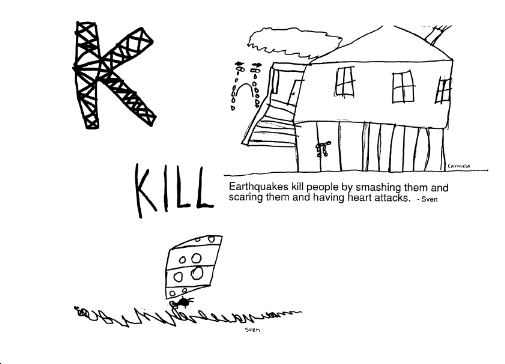 K
Carmela
KILL
Earthquakes kill people by smashing them and
scaring them and having heart attacks. - Sven
Sven